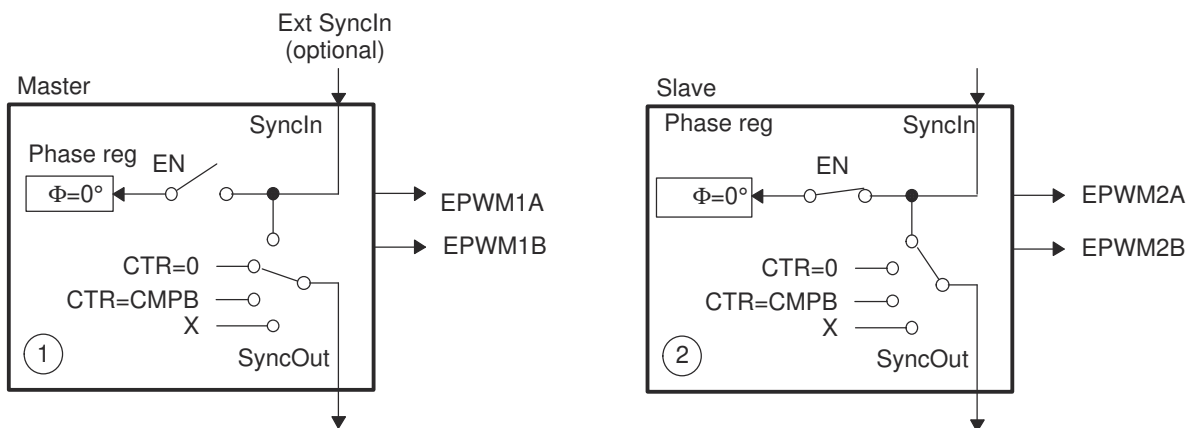 Ext SyncIn
(optional)
Master
SyncIn
Phase reg
EN
Φ=0°
EPWM1A
EPWM1B
CTR=0
CTR=CMPB
X
1
SyncOut
Slave
Phase reg
SyncIn
EN
Φ=0°
EPWM2A
EPWM2B
CTR=0
CTR=CMPB
X
2
SyncOut